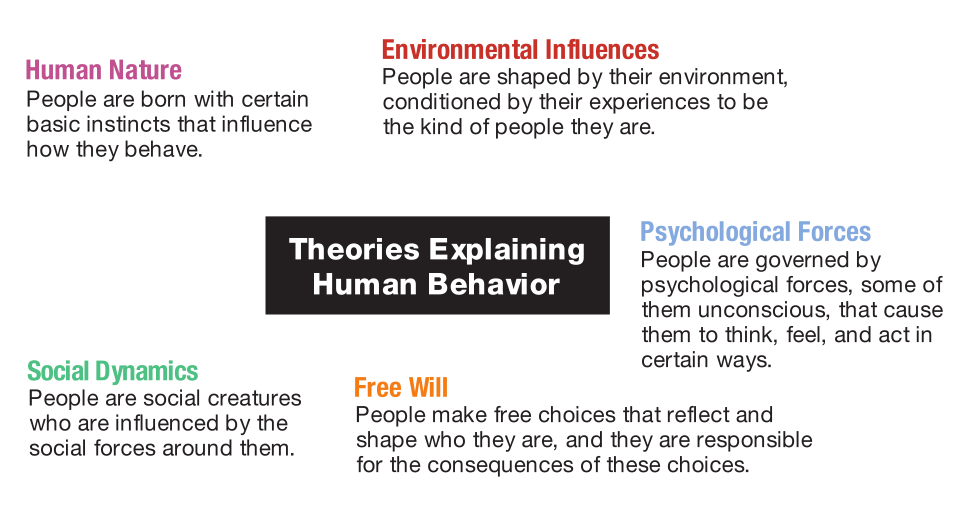 Human Nature
People are born with certain
basic instincts that influence
how they behave.
Environmental Influences
People are shaped by their environment,
conditioned by their experiences to be
the kind of people they are.
Theories Explaining
Human Behavior
Psychological Forces
People are governed by
psychological forces, some of
them unconscious, that cause
them to think, feel, and act in
certain ways.
Social Dynamics
People are social creatures
who are influenced by the
social forces around them.
Free Will
People make free choices that reflect and
shape who they are, and they are responsible
for the consequences of these choices.